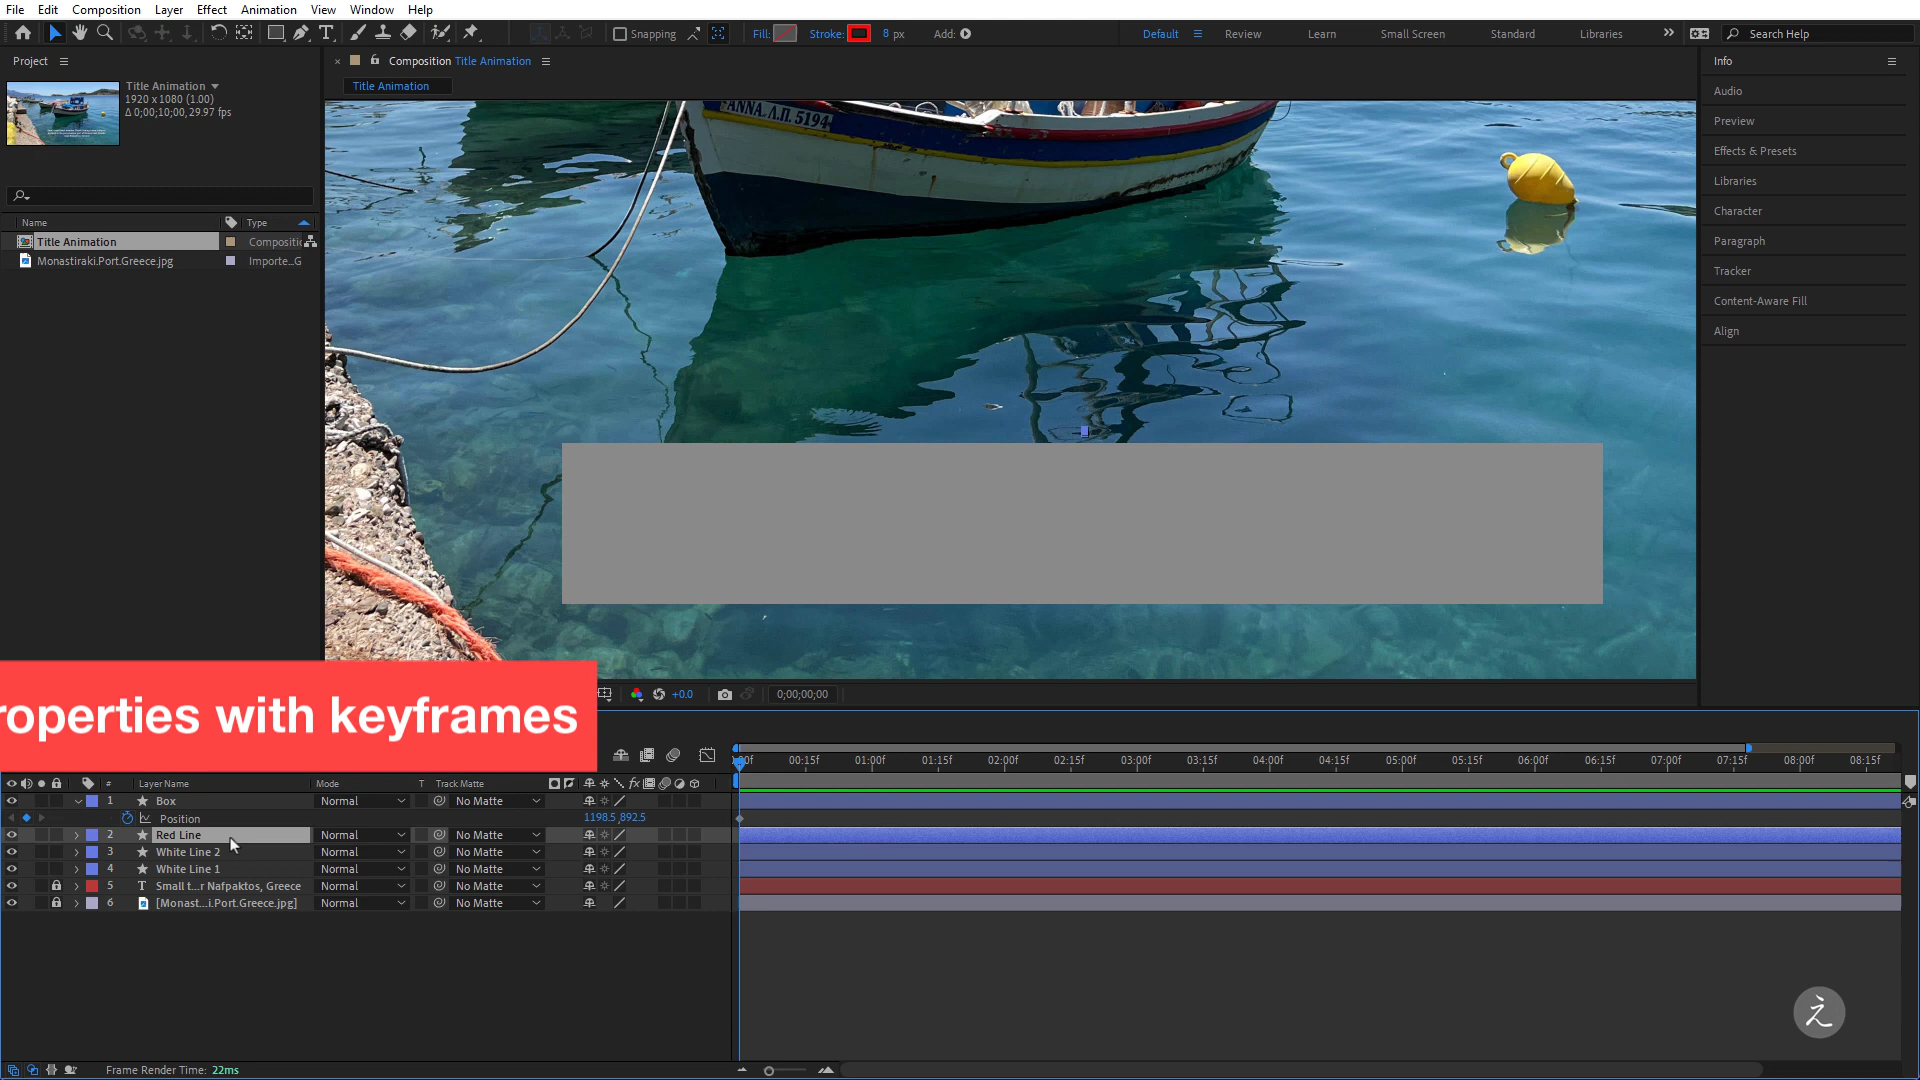 File Edit Composition Layer Effect Animation View Window Help
Snapping Fill: Stroke: 8 px Add: Default Review Learn Small Screen Standard Libraries Search Help
Project
Title Animation
1920 x 1080 (1.00)
Δ 0;00;10;00, 29.97 fps
Name Type
Title Animation Compositic
Monastiraki.Port.Greece.jpg Importe...G
Composition Title Animation
Title Animation
ΑΝΝΑ. Λ.Π. 5194
Info
Audio
Preview
Effects & Presets
Libraries
Character
Paragraph
Tracker
Content-Aware Fill
Align
+0.0 0;00;00;00
roperties with keyframes
00f 00:15f 01:00f 01:15f 02:00f 02:15f 03:00f 03:15f 04:00f 04:15f 05:00f 05:15f 06:00f 06:15f 07:00f 07:15f 08:00f 08:15f
# Layer Name Mode T Track Matte fx
1 Box Normal No Matte
Position 1198.5,892.5
2 Red Line Normal No Matte
3 White Line 2 Normal No Matte
4 White Line 1 Normal No Matte
5 T Small t...r Nafpaktos, Greece Normal No Matte
6 [Monast...i.Port.Greece.jpg] Normal No Matte
Frame Render Time: 22ms